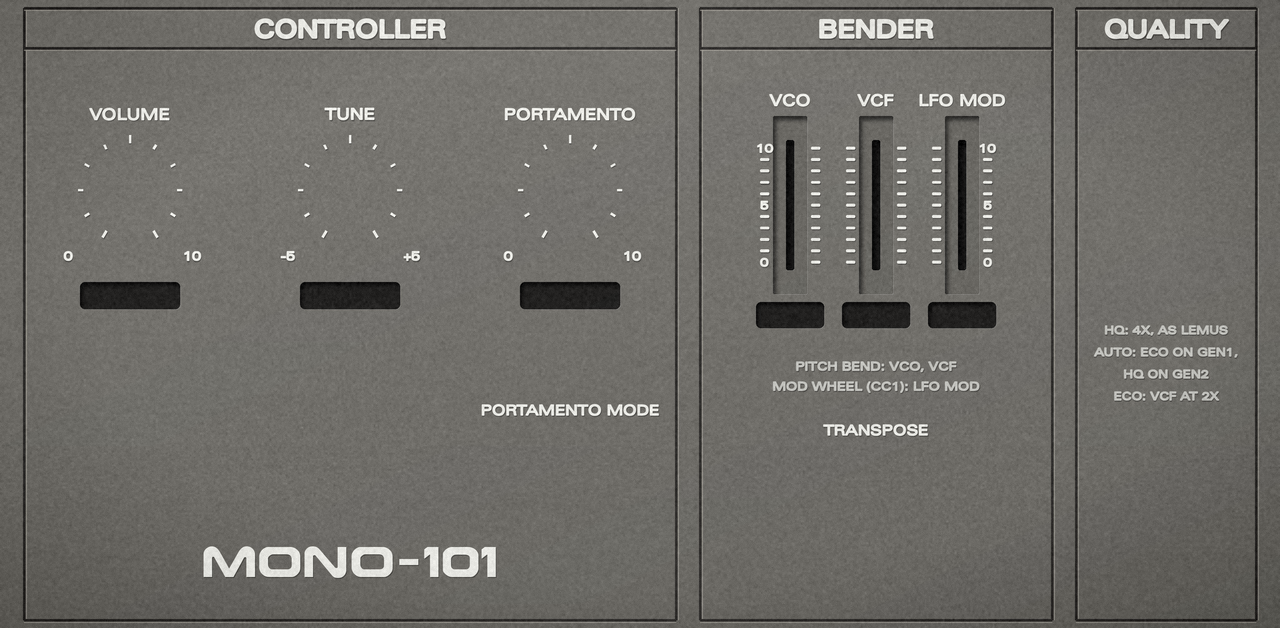 CONTROLLER
BENDER
QUALITY
VOLUME
TUNE
PORTAMENTO
0
10
-5
+5
0
10
VCO
VCF
LFO MOD
10
10
5
5
0
0
PITCH BEND: VCO, VCF
MOD WHEEL (CC1): LFO MOD
HQ: 4X, AS LEMUS
AUTO: ECO ON GEN1,
HQ ON GEN2
ECO: VCF AT 2X
PORTAMENTO MODE
TRANSPOSE
MONO-101